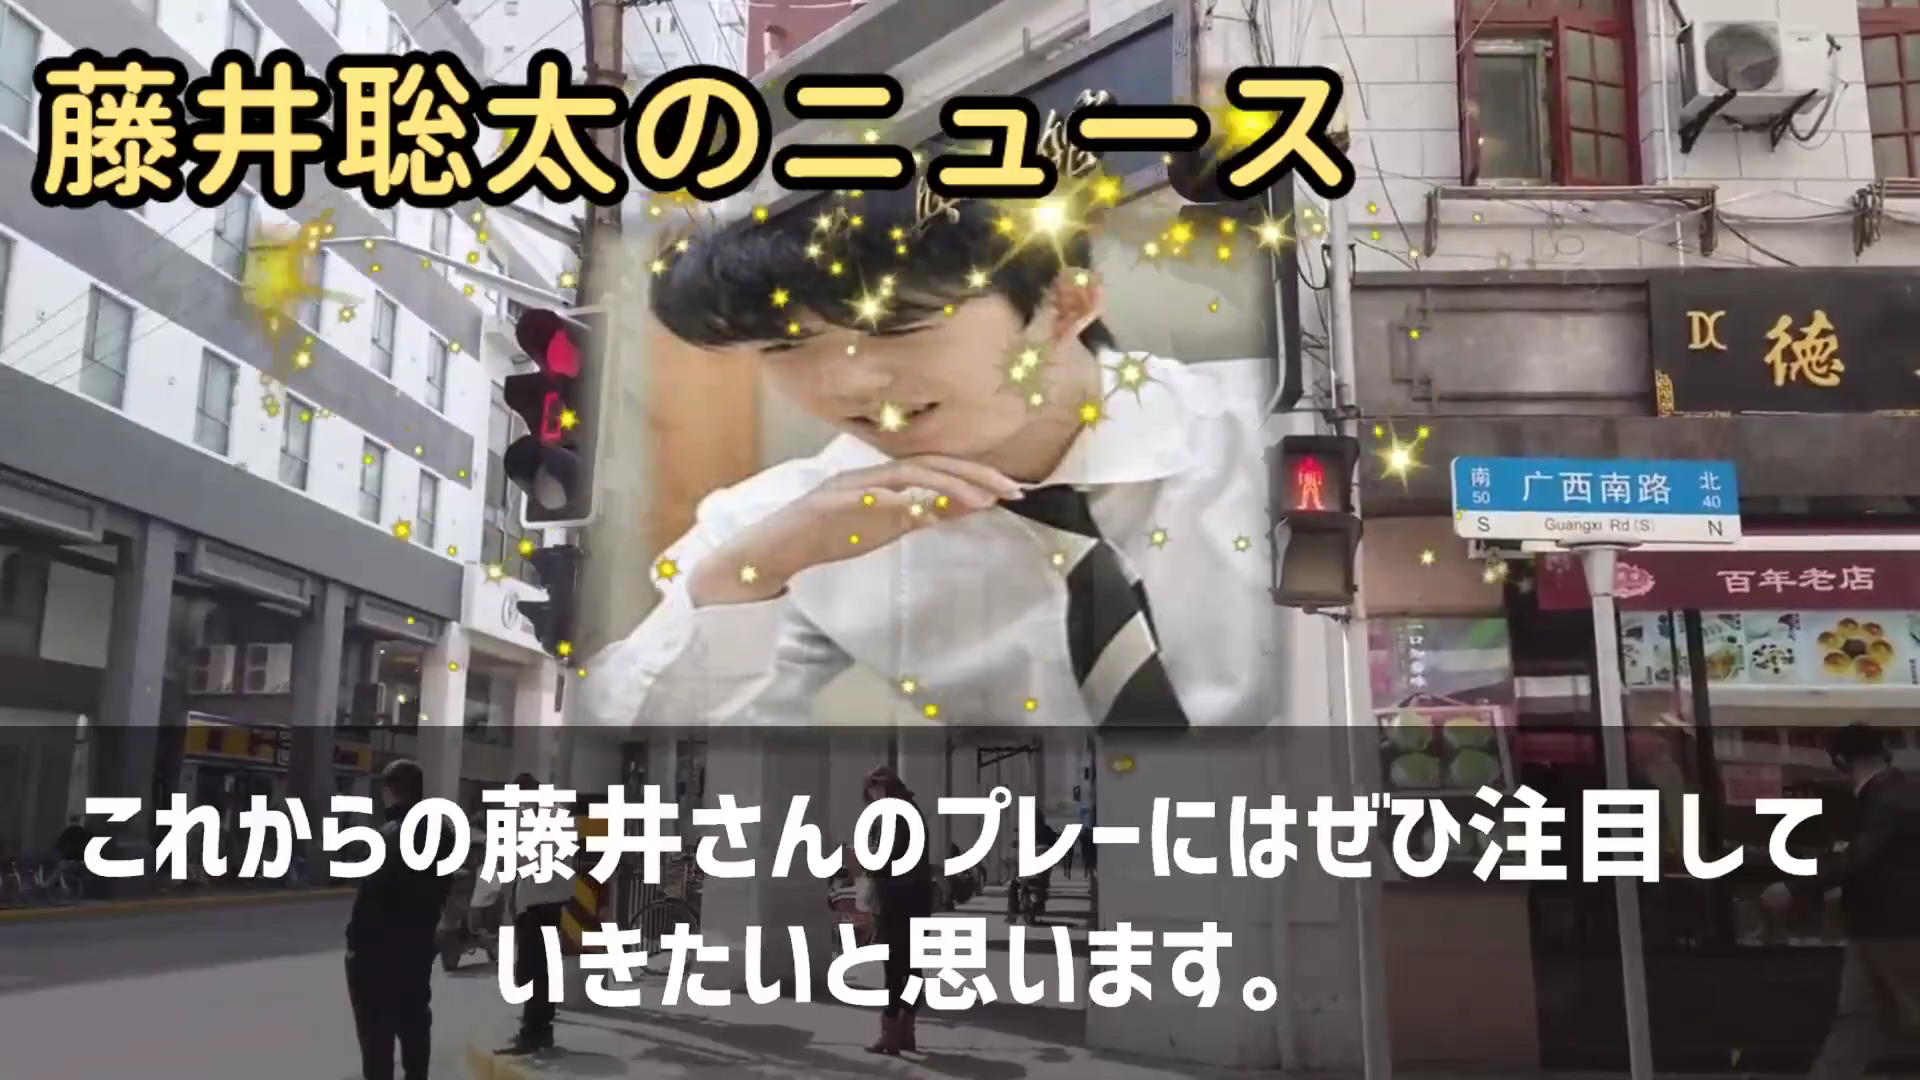 藤井聡太のニュース
DC 德
南 广西南路 北
50 40
S Guangxi Rd (S) N
百年老店
これからの藤井さんのプレーにはぜひ注目して
いきたいと思います。